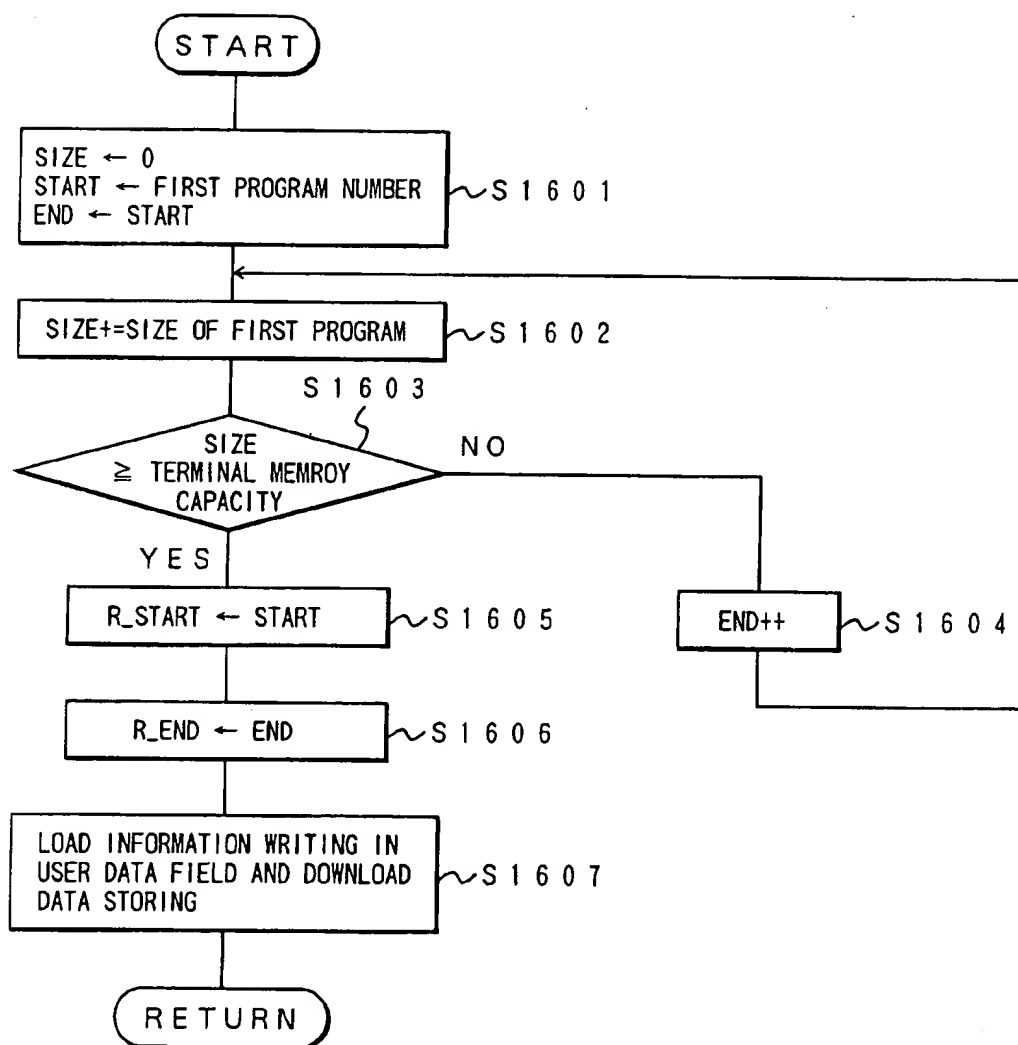 START
SIZE ← 0
START ← FIRST PROGRAM NUMBER
END ← START
S1601
SIZE+=SIZE OF FIRST PROGRAM
S1602
S1603
SIZE
≧ TERMINAL MEMROY
CAPACITY
NO
YES
R_START ← START
S1605
END++
S1604
R_END ← END
S1606
LOAD INFORMATION WRITING IN
USER DATA FIELD AND DOWNLOAD
DATA STORING
S1607
RETURN